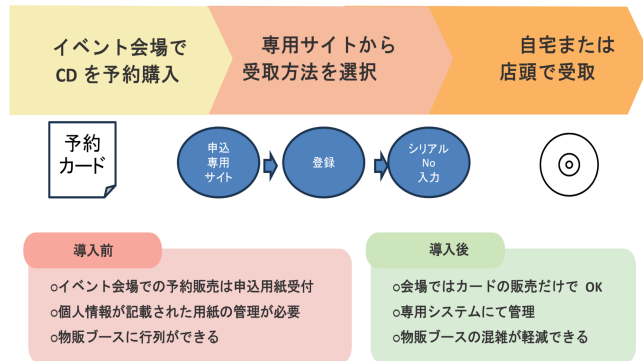 イベント会場で
CD を予約購入
専用サイトから
受取方法を選択
自宅または
店頭で受取
予約
カード
申込
専用
サイト
登録
シリアル
No
入力
導入前
○イベント会場での予約販売は申込用紙受付
○個人情報が記載された用紙の管理が必要
○物販ブースに行列ができる
導入後
○会場ではカードの販売だけで OK
○専用システムにて管理
○物販ブースの混雑が軽減できる